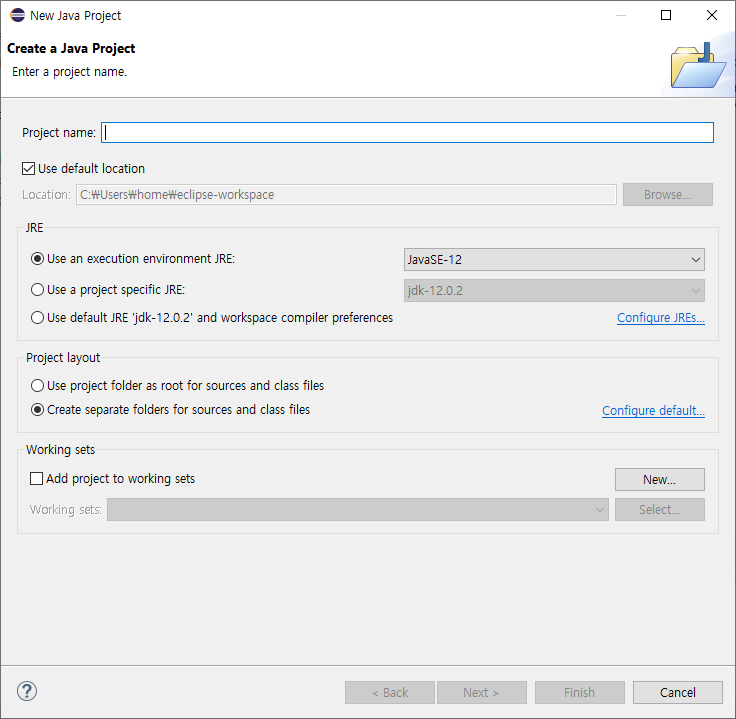 New Java Project
Create a Java Project
Enter a project name.
Project name:
Use default location
Location: C:₩Users₩home₩eclipse-workspace Browse...
JRE
Use an execution environment JRE: JavaSE-12
Use a project specific JRE: jdk-12.0.2
Use default JRE 'jdk-12.0.2' and workspace compiler preferences Configure JREs...
Project layout
Use project folder as root for sources and class files
Create separate folders for sources and class files Configure default...
Working sets
Add project to working sets New...
Working sets: Select...
? < Back Next > Finish Cancel